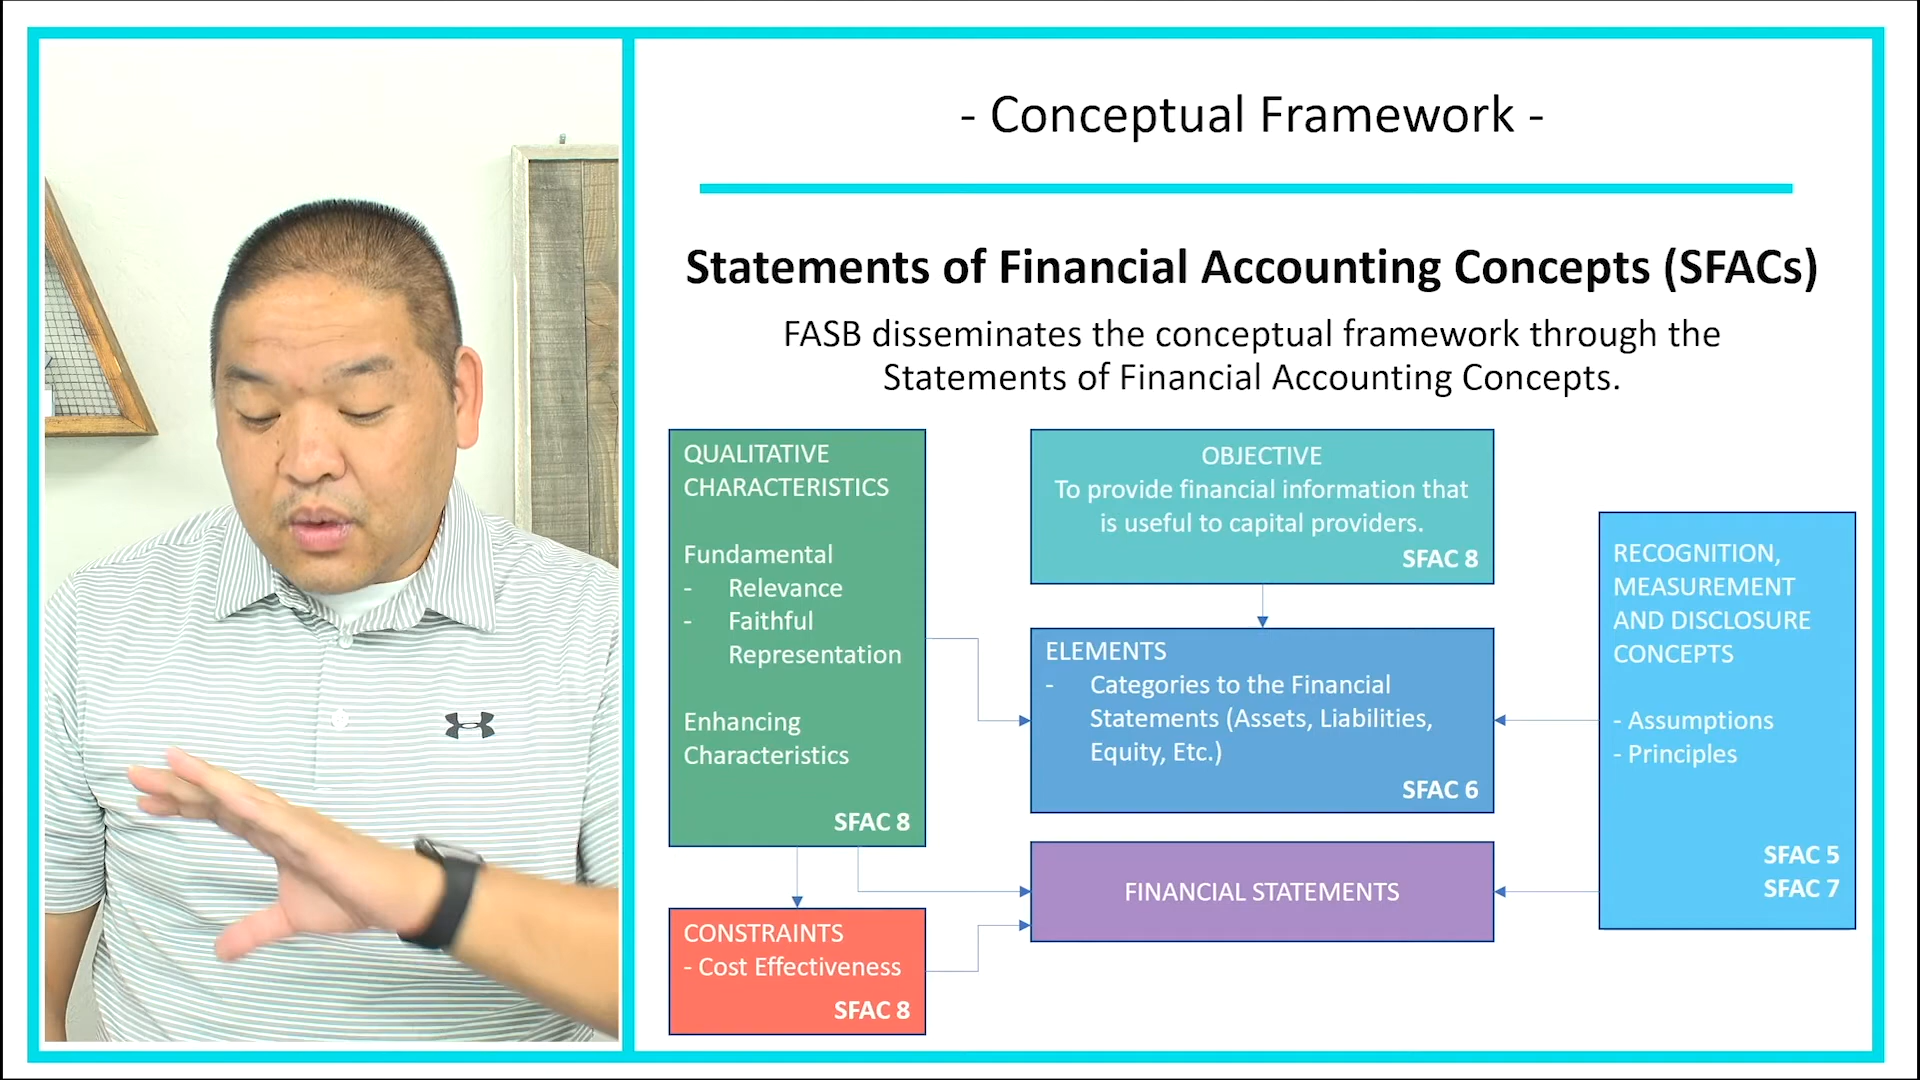 - Conceptual Framework -
Statements of Financial Accounting Concepts (SFACs)
FASB disseminates the conceptual framework through the
Statements of Financial Accounting Concepts.
QUALITATIVE
CHARACTERISTICS
Fundamental
- Relevance
- Faithful
Representation
Enhancing
Characteristics
SFAC 8
CONSTRAINTS
- Cost Effectiveness
SFAC 8
OBJECTIVE
To provide financial information that
is useful to capital providers.
SFAC 8
ELEMENTS
- Categories to the Financial
Statements (Assets, Liabilities,
Equity, Etc.)
SFAC 6
FINANCIAL STATEMENTS
RECOGNITION,
MEASUREMENT
AND DISCLOSURE
CONCEPTS
- Assumptions
- Principles
SFAC 5
SFAC 7